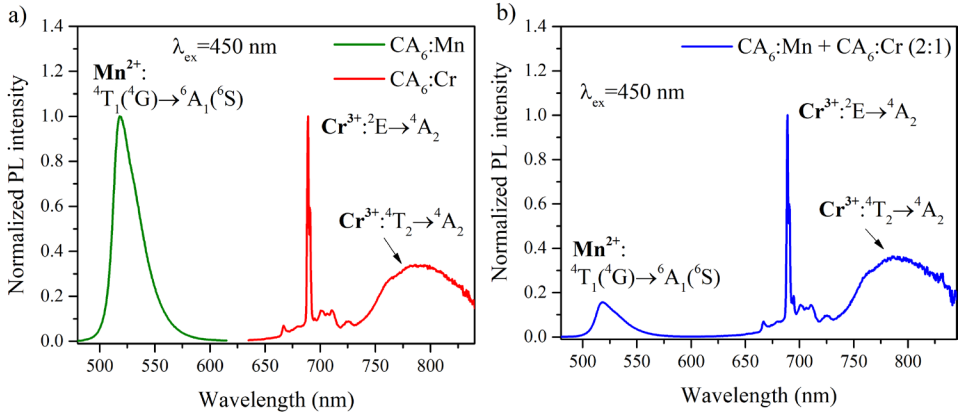 a)
λex=450 nm
CA6:Mn
CA6:Cr
Mn2+:
4T1(4G)→6A1(6S)
Cr3+:2E→4A2
Cr3+:4T2→4A2
Normalized PL intensity
1.4
1.2
1.0
0.8
0.6
0.4
0.2
0.0
500 550 600 650 700 750 800
Wavelength (nm)
b)
CA6:Mn + CA6:Cr (2:1)
λex=450 nm
Cr3+:2E→4A2
Cr3+:4T2→4A2
Mn2+:
4T1(4G)→6A1(6S)
Normalized PL intensity
1.4
1.2
1.0
0.8
0.6
0.4
0.2
0.0
500 550 600 650 700 750 800
Wavelength (nm)